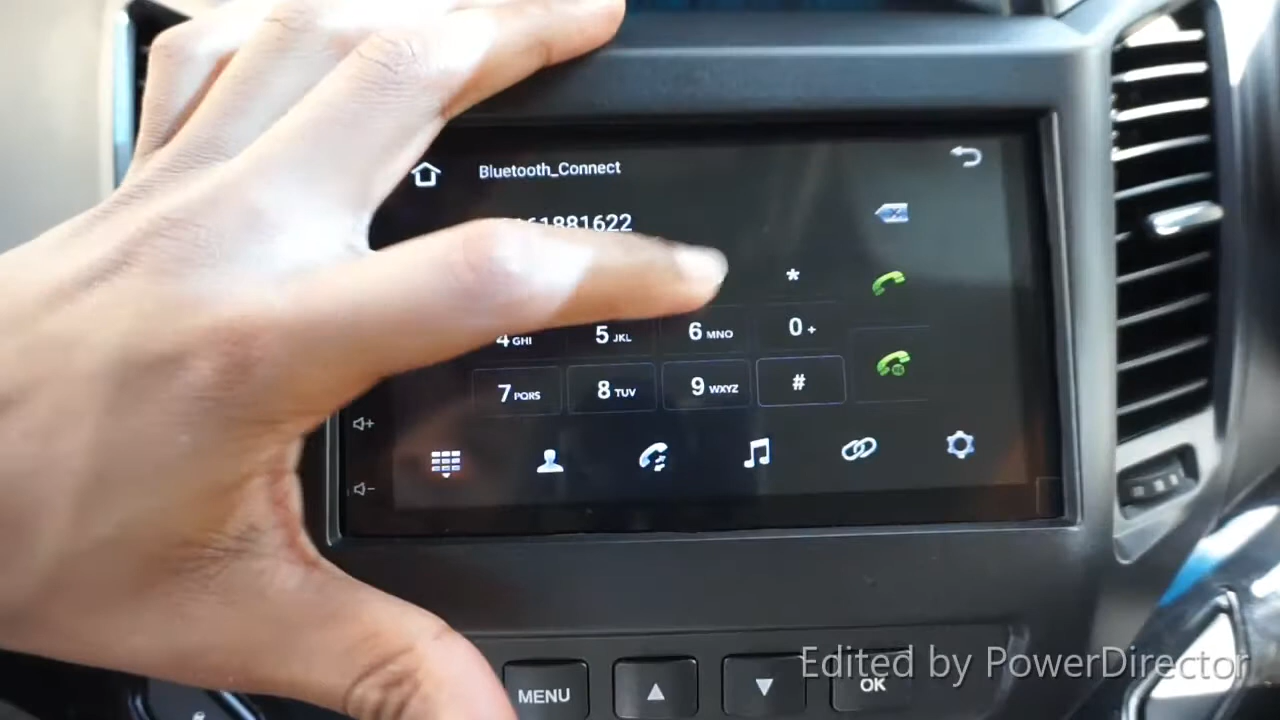 Bluetooth_Connect
61881622
*
4 GHI 5 JKL 6 MNO 0 +
7 PQRS 8 TUV 9 WXYZ #
MENU OK
Edited by PowerDirector